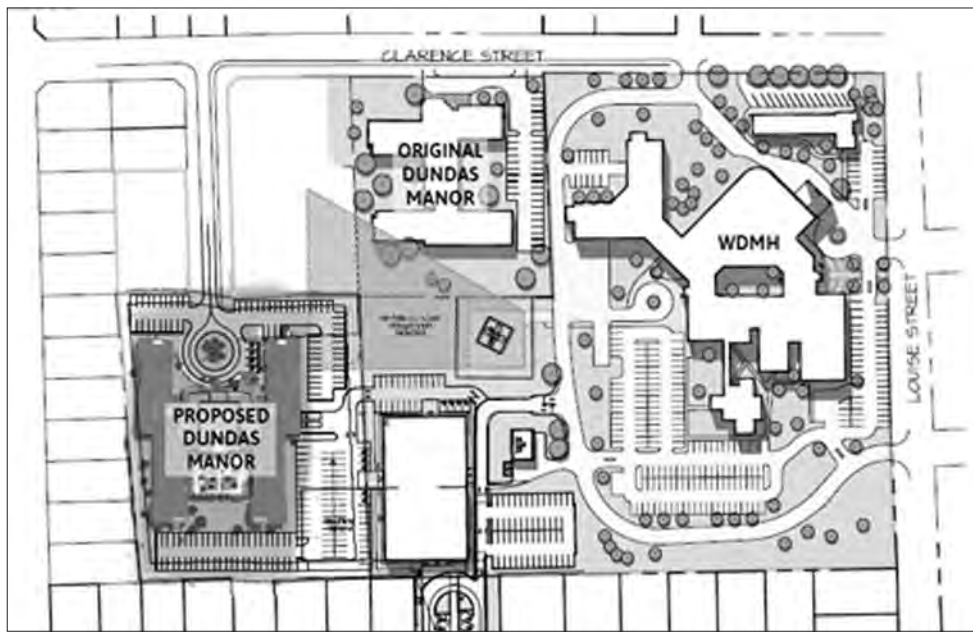 CLARENCE STREET
ORIGINAL
DUNDAS
MANOR
WDMH
LOUISE STREET
PROPOSED
DUNDAS
MANOR